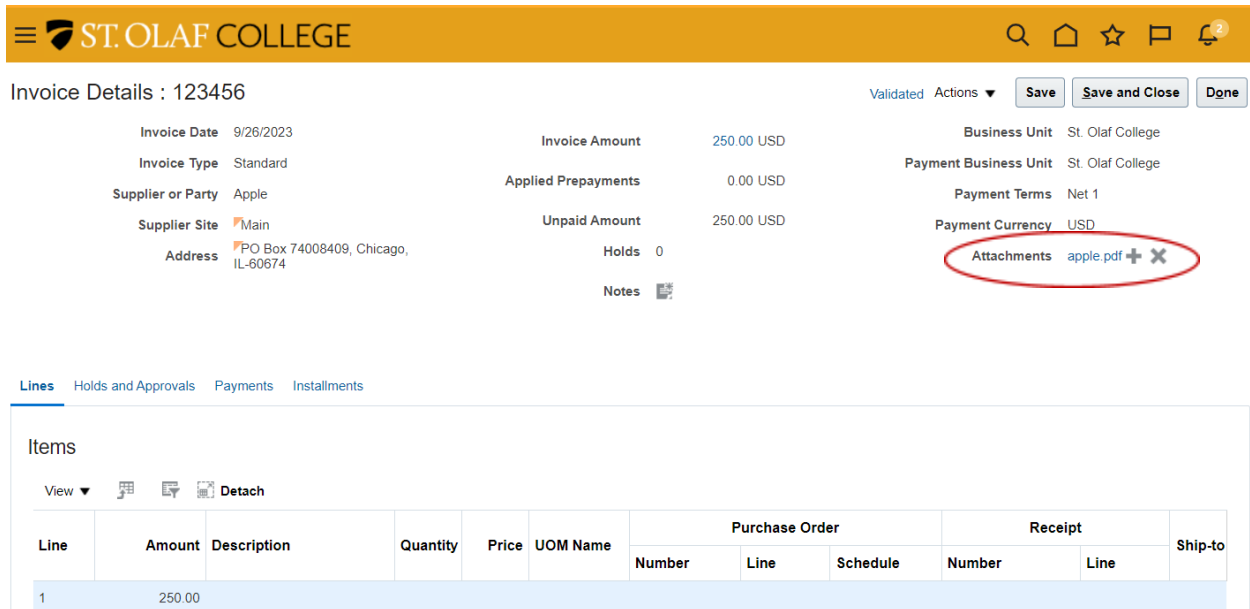 ST. OLAF COLLEGE
2
Invoice Details : 123456
Validated Actions Save Save and Close Done
Invoice Date 9/26/2023
Invoice Type Standard
Supplier or Party Apple
Supplier Site Main
Address PO Box 74008409, Chicago,
IL-60674
Invoice Amount 250.00 USD
Applied Prepayments 0.00 USD
Unpaid Amount 250.00 USD
Holds 0
Notes
Business Unit St. Olaf College
Payment Business Unit St. Olaf College
Payment Terms Net 1
Payment Currency USD
Attachments apple.pdf
Lines Holds and Approvals Payments Installments
Items
View Detach
Line Amount Description Quantity Price UOM Name Purchase Order Receipt Ship-to
Number Line Schedule Number Line
1 250.00